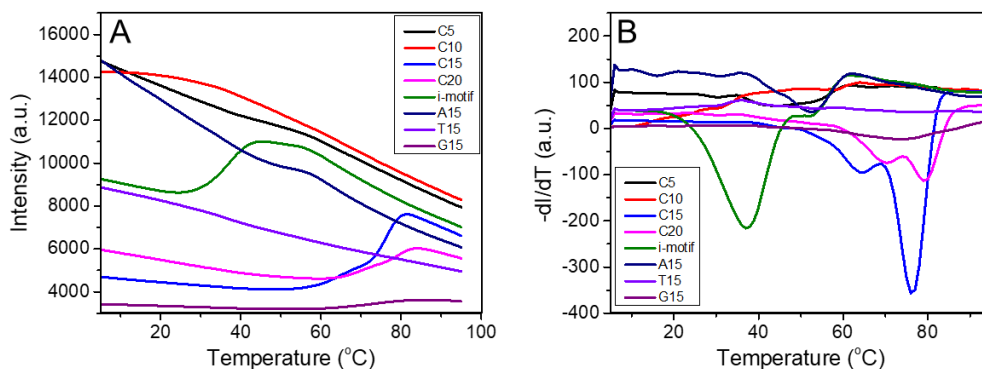 A
Intensity (a.u.)
16000
14000
12000
10000
8000
6000
4000
20
40
60
80
100
Temperature (°C)
C5
C10
C15
C20
i-motif
A15
T15
G15
B
-dI/dT (a.u.)
200
100
0
-100
-200
-300
-400
20
40
60
80
Temperature (°C)
C5
C10
C15
C20
i-motif
A15
T15
G15